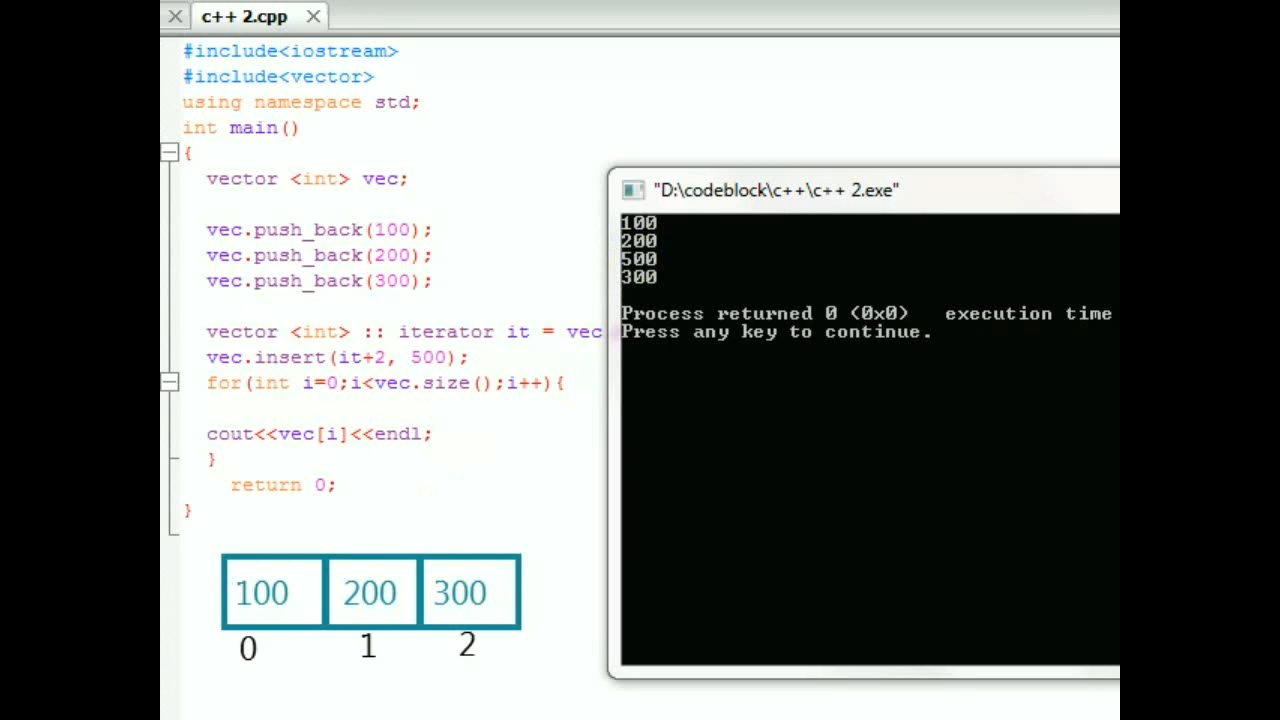 c++ 2.cpp
#include<iostream>
#include<vector>
using namespace std;
int main()
{
vector <int> vec;
vec.push_back(100);
vec.push_back(200);
vec.push_back(300);
vector <int> :: iterator it = vec
vec.insert(it+2, 500);
for(int i=0;i<vec.size();i++){
cout<<vec[i]<<endl;
}
return 0;
}
100 200 300
0 1 2
"D:\codeblock\c++\c++ 2.exe"
100
200
500
300
Process returned 0 (0x0) execution time
Press any key to continue.